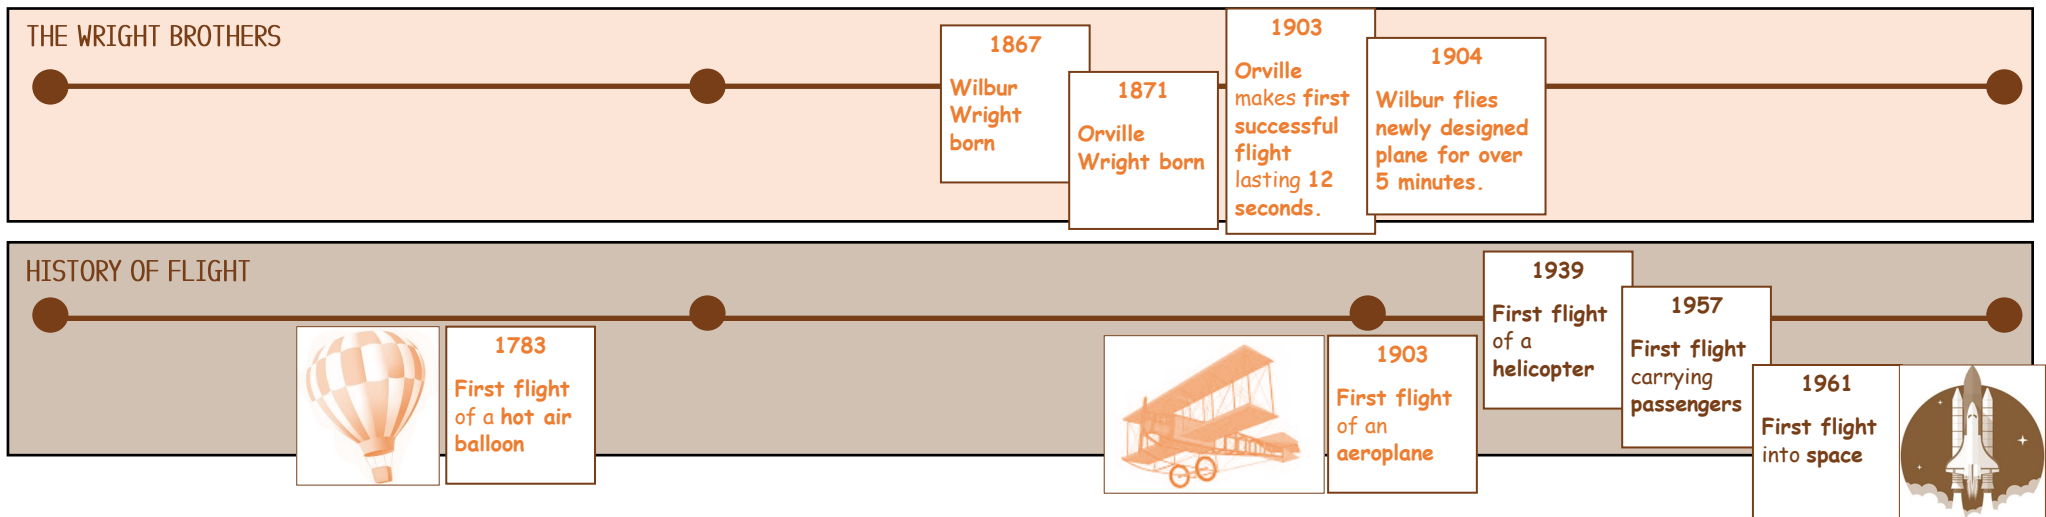 THE WRIGHT BROTHERS
1867
Wilbur
Wright
born
1871
Orville
Wright born
1903
Orville
makes first
successful
flight
lasting 12
seconds.
1904
Wilbur flies
newly designed
plane for over
5 minutes.
HISTORY OF FLIGHT
1783
First flight
of a hot air
balloon
1903
First flight
of an
aeroplane
1939
First flight
of a
helicopter
1957
First flight
carrying
passengers
1961
First flight
into space